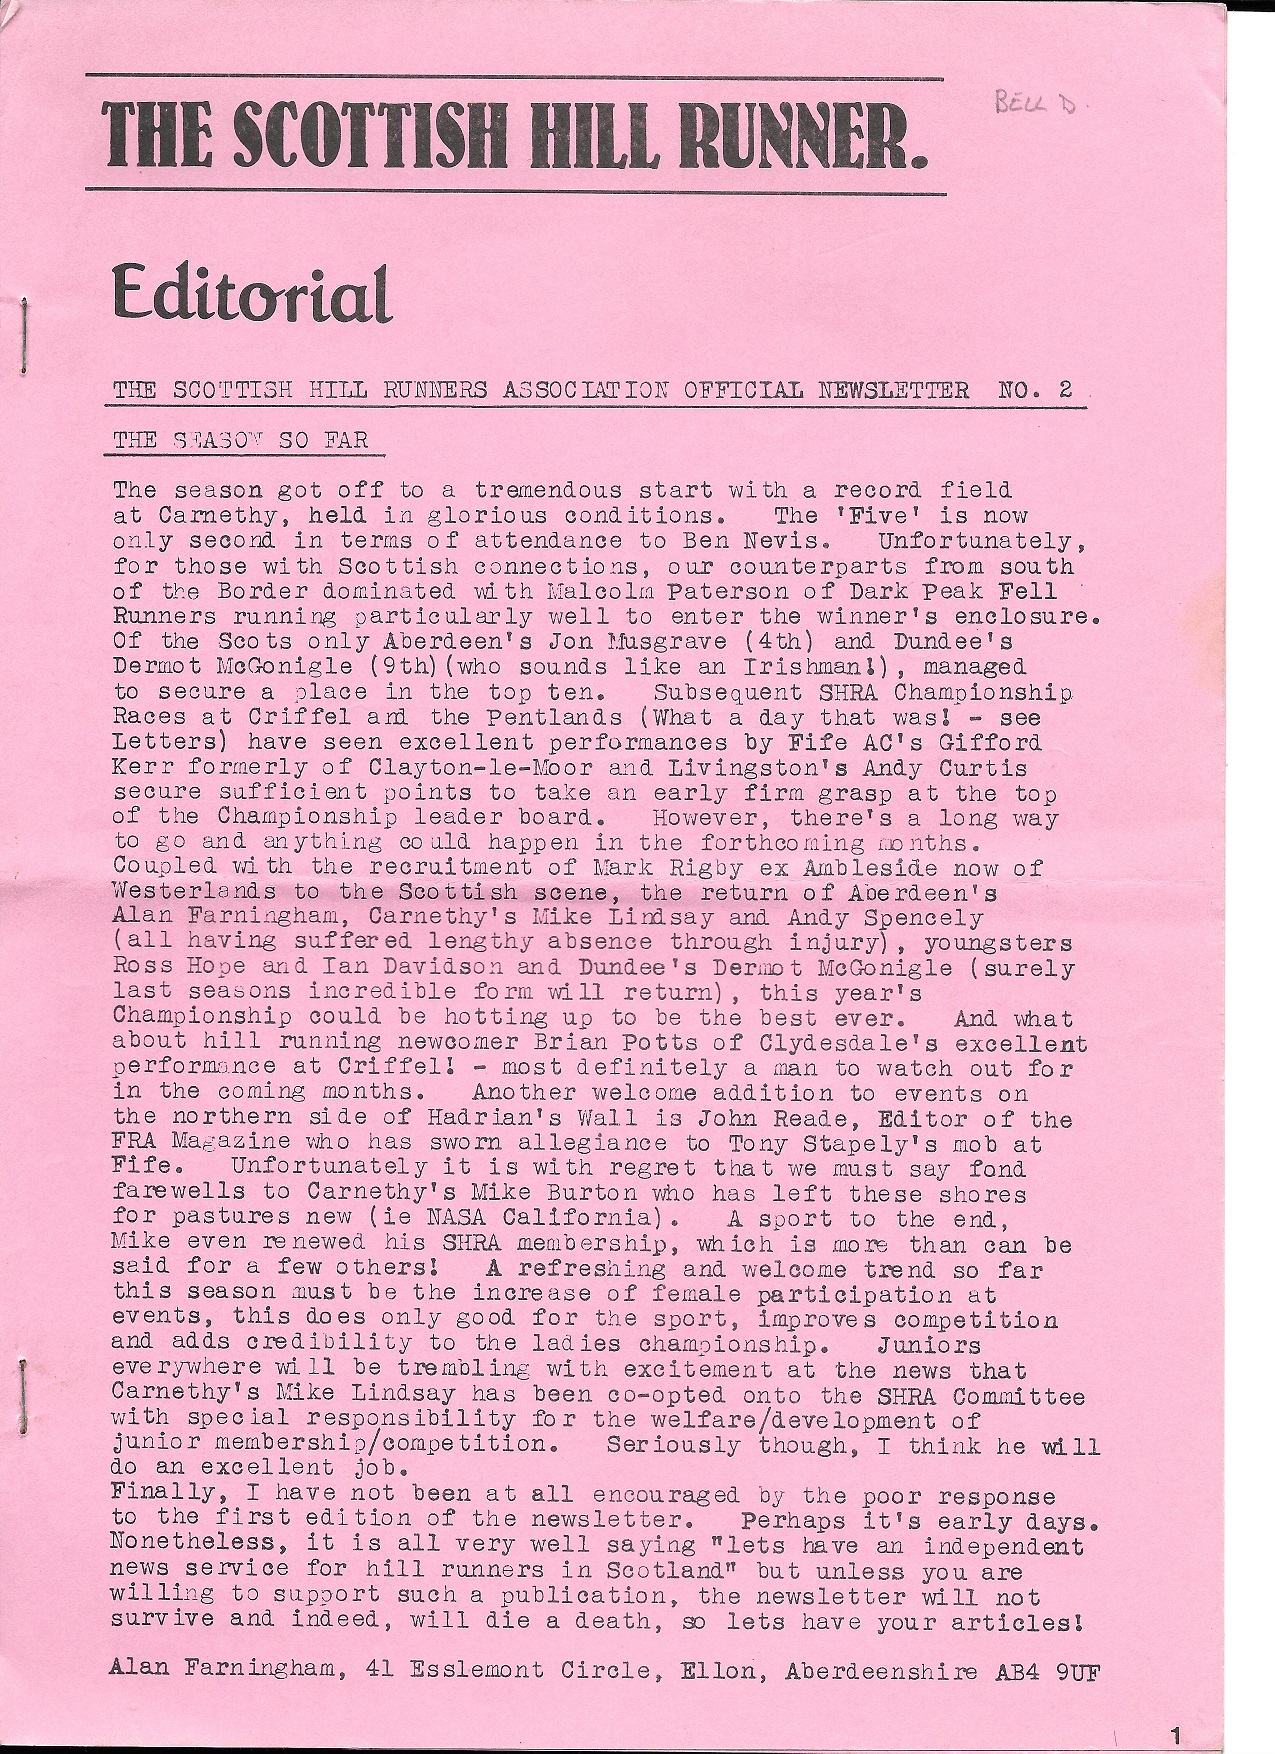 THE SCOTTISH HILL RUNNER.
BELL D.
Editorial
THE SCOTTISH HILL RUNNERS ASSOCIATION OFFICIAL NEWSLETTER NO. 2
THE SEASON SO FAR
The season got off to a tremendous start with a record field
at Carnethy, held in glorious conditions. The 'Five' is now
only second in terms of attendance to Ben Nevis. Unfortunately,
for those with Scottish connections, our counterparts from south
of the Border dominated with Malcolm Paterson of Dark Peak Fell
Runners running particularly well to enter the winner's enclosure.
Of the Scots only Aberdeen's Jon Musgrave (4th) and Dundee's
Dermot McGonigle (9th)(who sounds like an Irishman!), managed
to secure a place in the top ten. Subsequent SHRA Championship
Races at Criffel and the Pentlands (What a day that was! - see
Letters) have seen excellent performances by Fife AC's Gifford
Kerr formerly of Clayton-le-Moor and Livingston's Andy Curtis
secure sufficient points to take an early firm grasp at the top
of the Championship leader board. However, there's a long way
to go and anything could happen in the forthcoming months.
Coupled with the recruitment of Mark Rigby ex Ambleside now of
Westerlands to the Scottish scene, the return of Aberdeen's
Alan Farningham, Carnethy's Mike Lindsay and Andy Spencely
(all having suffered lengthy absence through injury), youngsters
Ross Hope and Ian Davidson and Dundee's Dermot McGonigle (surely
last seasons incredible form will return), this year's
Championship could be hotting up to be the best ever. And what
about hill running newcomer Brian Potts of Clydesdale's excellent
performance at Criffel! - most definitely a man to watch out for
in the coming months. Another welcome addition to events on
the northern side of Hadrian's Wall is John Reade, Editor of the
FRA Magazine who has sworn allegiance to Tony Stapely's mob at
Fife. Unfortunately it is with regret that we must say fond
farewells to Carnethy's Mike Burton who has left these shores
for pastures new (ie NASA California). A sport to the end,
Mike even renewed his SHRA membership, which is more than can be
said for a few others! A refreshing and welcome trend so far
this season must be the increase of female participation at
events, this does only good for the sport, improves competition
and adds credibility to the ladies championship. Juniors
everywhere will be trembling with excitement at the news that
Carnethy's Mike Lindsay has been co-opted onto the SHRA Committee
with special responsibility for the welfare/development of
junior membership/competition. Seriously though, I think he will
do an excellent job.
Finally, I have not been at all encouraged by the poor response
to the first edition of the newsletter. Perhaps it's early days.
Nonetheless, it is all very well saying "lets have an independent
news service for hill runners in Scotland" but unless you are
willing to support such a publication, the newsletter will not
survive and indeed, will die a death, so lets have your articles!
Alan Farningham, 41 Esslemont Circle, Ellon, Aberdeenshire AB4 9UF
1